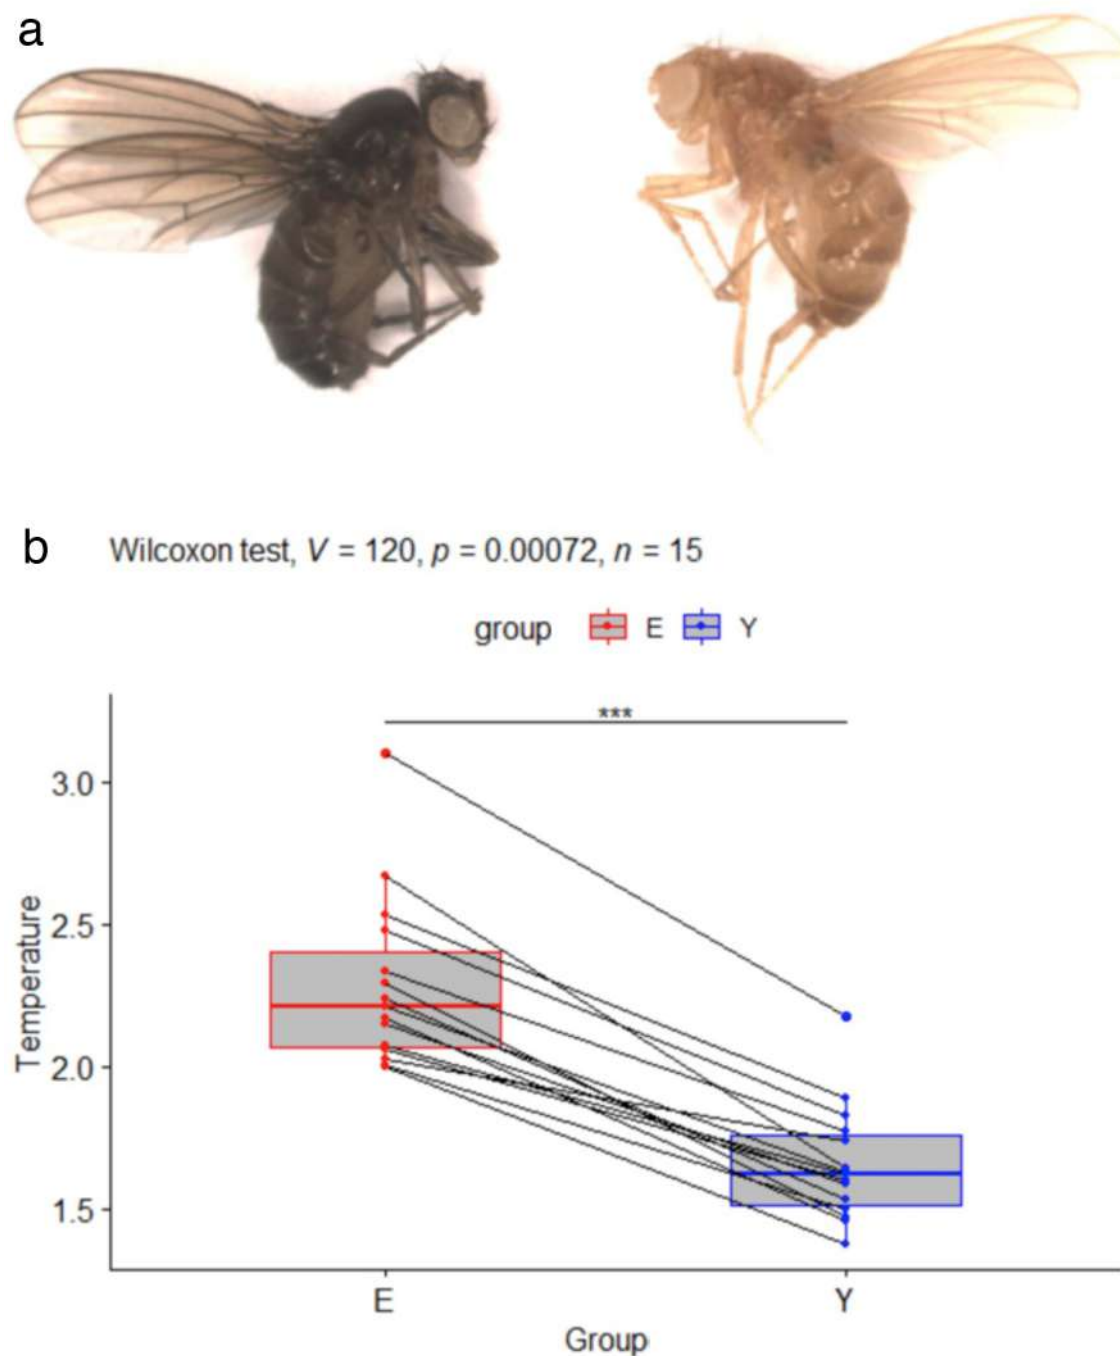 a
b
Wilcoxon test, V = 120, p = 0.00072, n = 15
group E Y
***
3.0
2.5
2.0
1.5
Temperature
E Y
Group